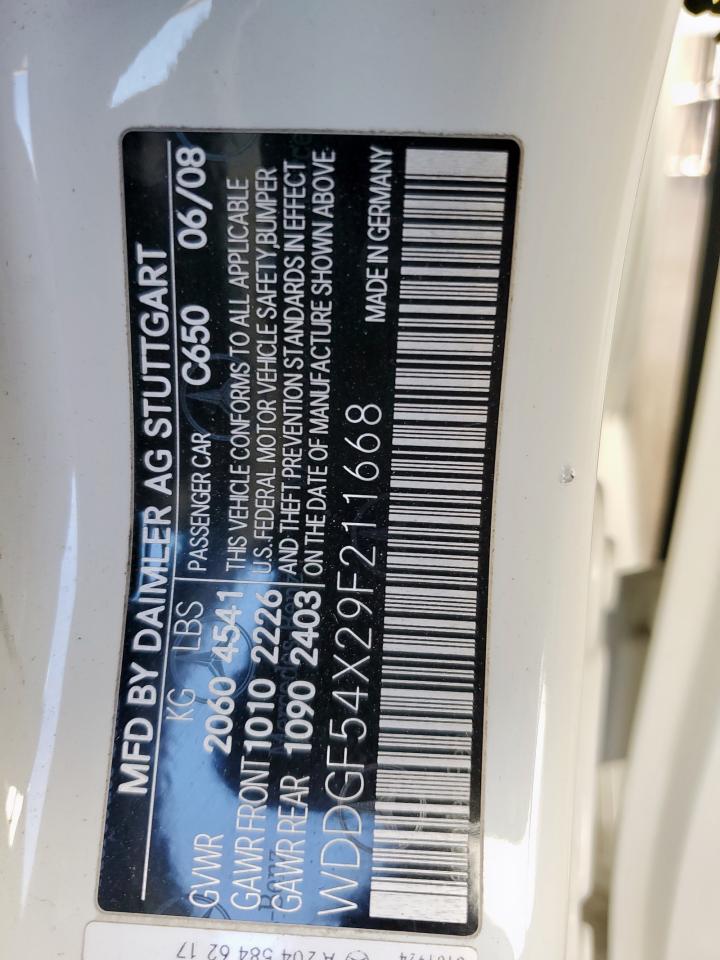 MFD BY DAIMLER AG STUTTGART
KG LBS PASSENGER CAR C650 06/08
GVWR 2060 4541 THIS VEHICLE CONFORMS TO ALL APPLICABLE
GAWR FRONT 1010 2226 U.S. FEDERAL MOTOR VEHICLE SAFETY, BUMPER
GAWR REAR 1090 2403 AND THEFT PREVENTION STANDARDS IN EFFECT
ON THE DATE OF MANUFACTURE SHOWN ABOVE
WDDGF54X29F211668 MADE IN GERMANY
A 204 584 62 17